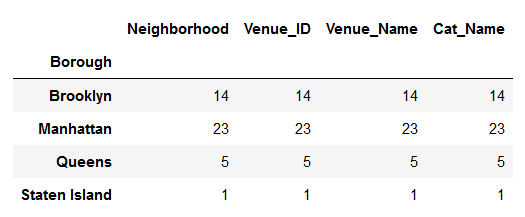 Neighborhood Venue_ID Venue_Name Cat_Name
Borough
Brooklyn 14 14 14 14
Manhattan 23 23 23 23
Queens 5 5 5 5
Staten Island 1 1 1 1